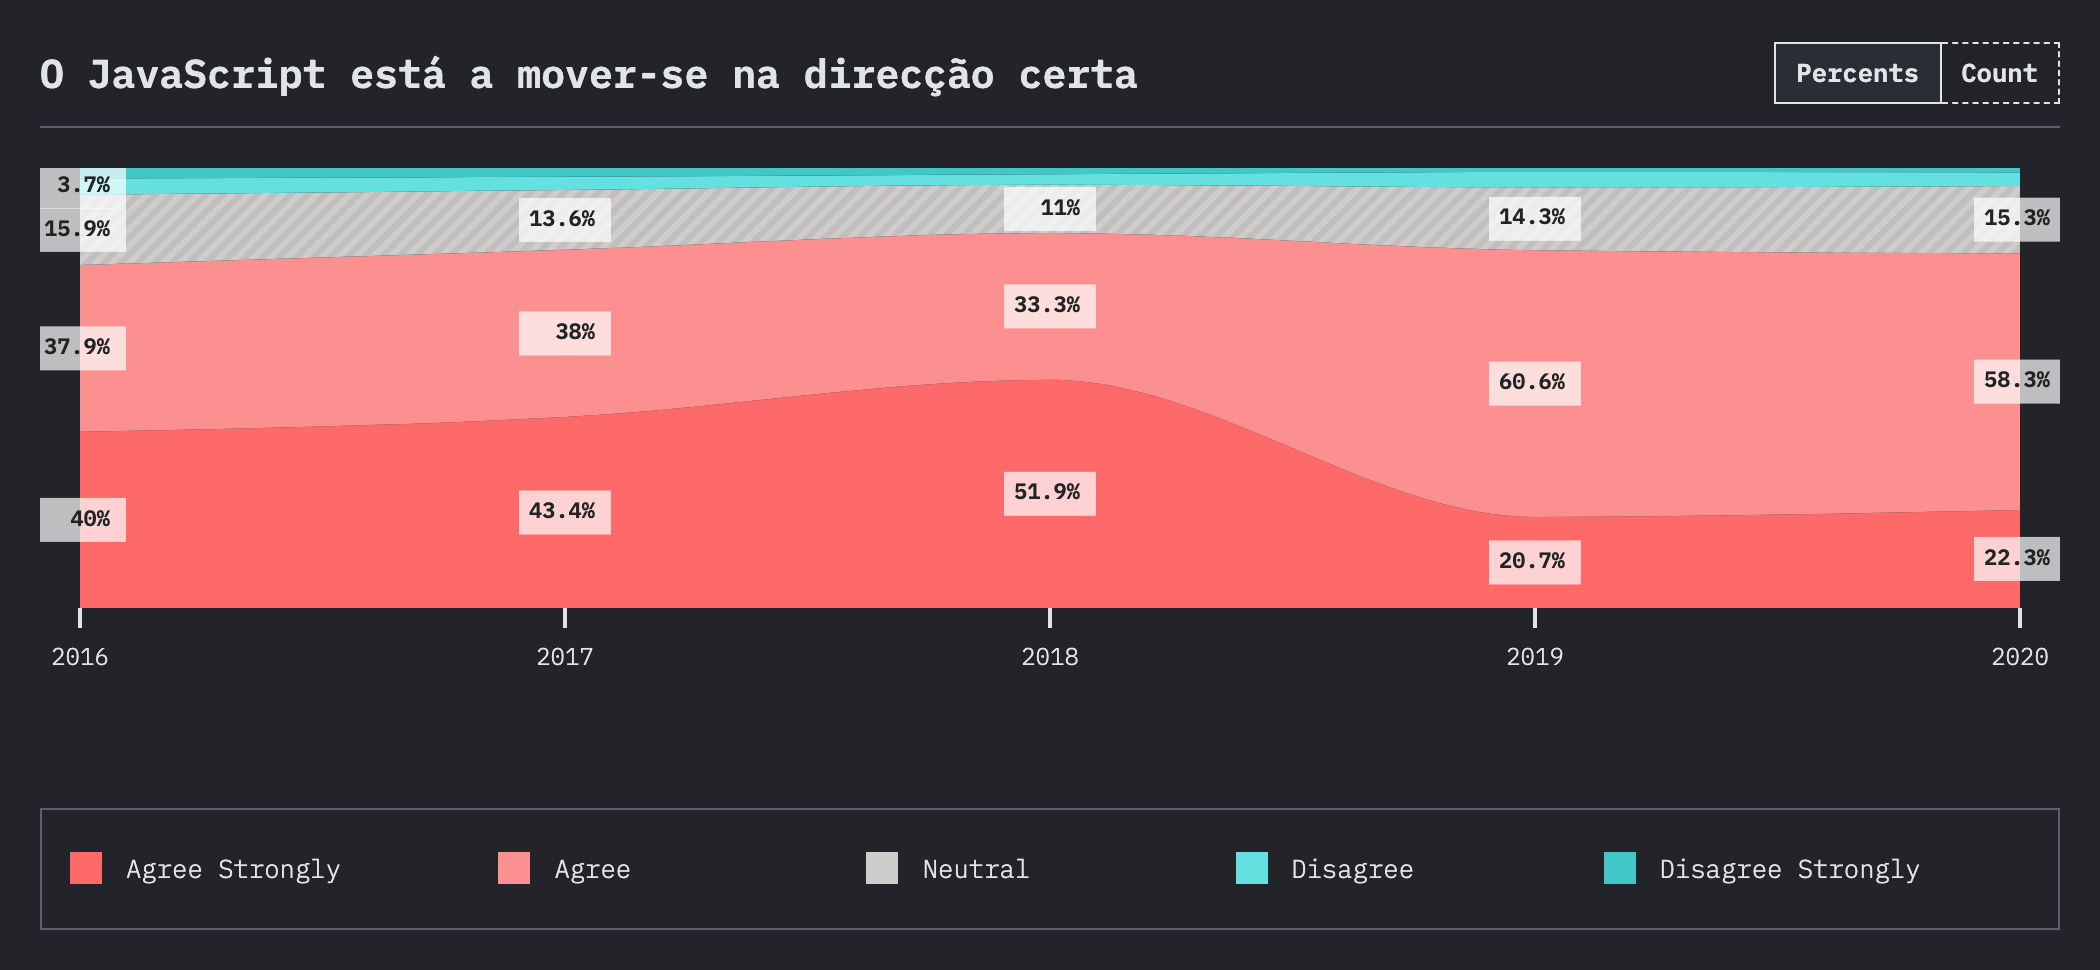 O JavaScript está a mover-se na direcção certa
Percents Count
3.7%
15.9% 13.6% 11% 14.3% 15.3%
37.9% 38% 33.3% 60.6% 58.3%
40% 43.4% 51.9% 20.7% 22.3%
2016 2017 2018 2019 2020
Agree Strongly Agree Neutral Disagree Disagree Strongly